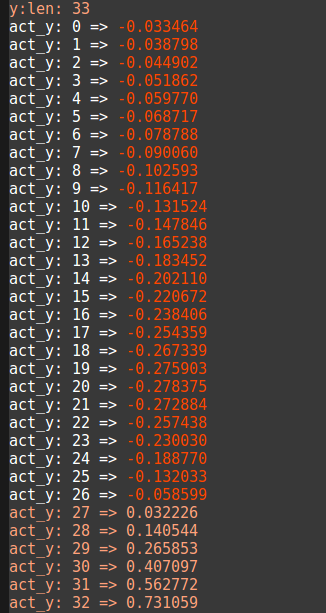 y:len: 33
act_y: 0 => -0.033464
act_y: 1 => -0.038798
act_y: 2 => -0.044902
act_y: 3 => -0.051862
act_y: 4 => -0.059770
act_y: 5 => -0.068717
act_y: 6 => -0.078788
act_y: 7 => -0.090060
act_y: 8 => -0.102593
act_y: 9 => -0.116417
act_y: 10 => -0.131524
act_y: 11 => -0.147846
act_y: 12 => -0.165238
act_y: 13 => -0.183452
act_y: 14 => -0.202110
act_y: 15 => -0.220672
act_y: 16 => -0.238406
act_y: 17 => -0.254359
act_y: 18 => -0.267339
act_y: 19 => -0.275903
act_y: 20 => -0.278375
act_y: 21 => -0.272884
act_y: 22 => -0.257438
act_y: 23 => -0.230030
act_y: 24 => -0.188770
act_y: 25 => -0.132033
act_y: 26 => -0.058599
act_y: 27 => 0.032226
act_y: 28 => 0.140544
act_y: 29 => 0.265853
act_y: 30 => 0.407097
act_y: 31 => 0.562772
act_y: 32 => 0.731059